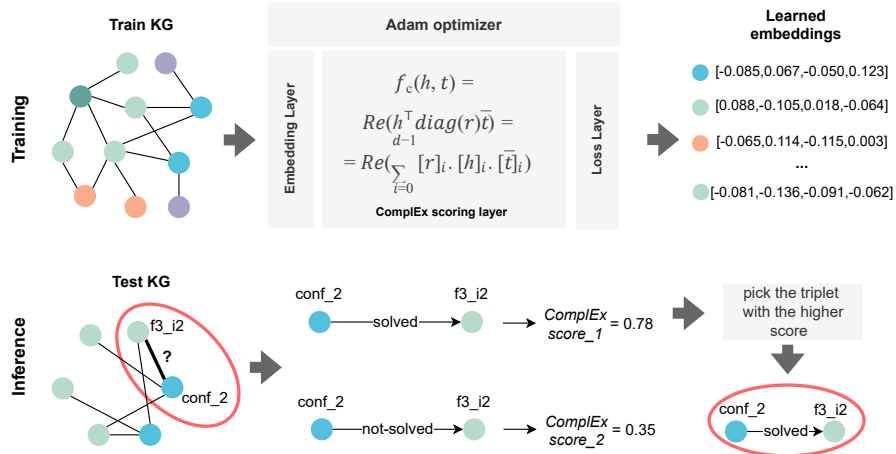 Train KG
Adam optimizer
Learned
embeddings
Training
Embedding Layer
f_c(h, t) =
Re(h^⊤diag(r)t̅) =
d−1
= Re(∑ [r]_i . [h]_i . [t̅]_i)
i=0
ComplEx scoring layer
Loss Layer
[-0.085,0.067,-0.050,0.123]
[0.088,-0.105,0.018,-0.064]
[-0.065,0.114,-0.115,0.003]
...
[-0.081,-0.136,-0.091,-0.062]
Inference
Test KG
f3_i2
?
conf_2
conf_2
f3_i2
solved
ComplEx
score_1 = 0.78
conf_2
f3_i2
not-solved
ComplEx
score_2 = 0.35
pick the triplet
with the higher
score
conf_2
f3_i2
solved